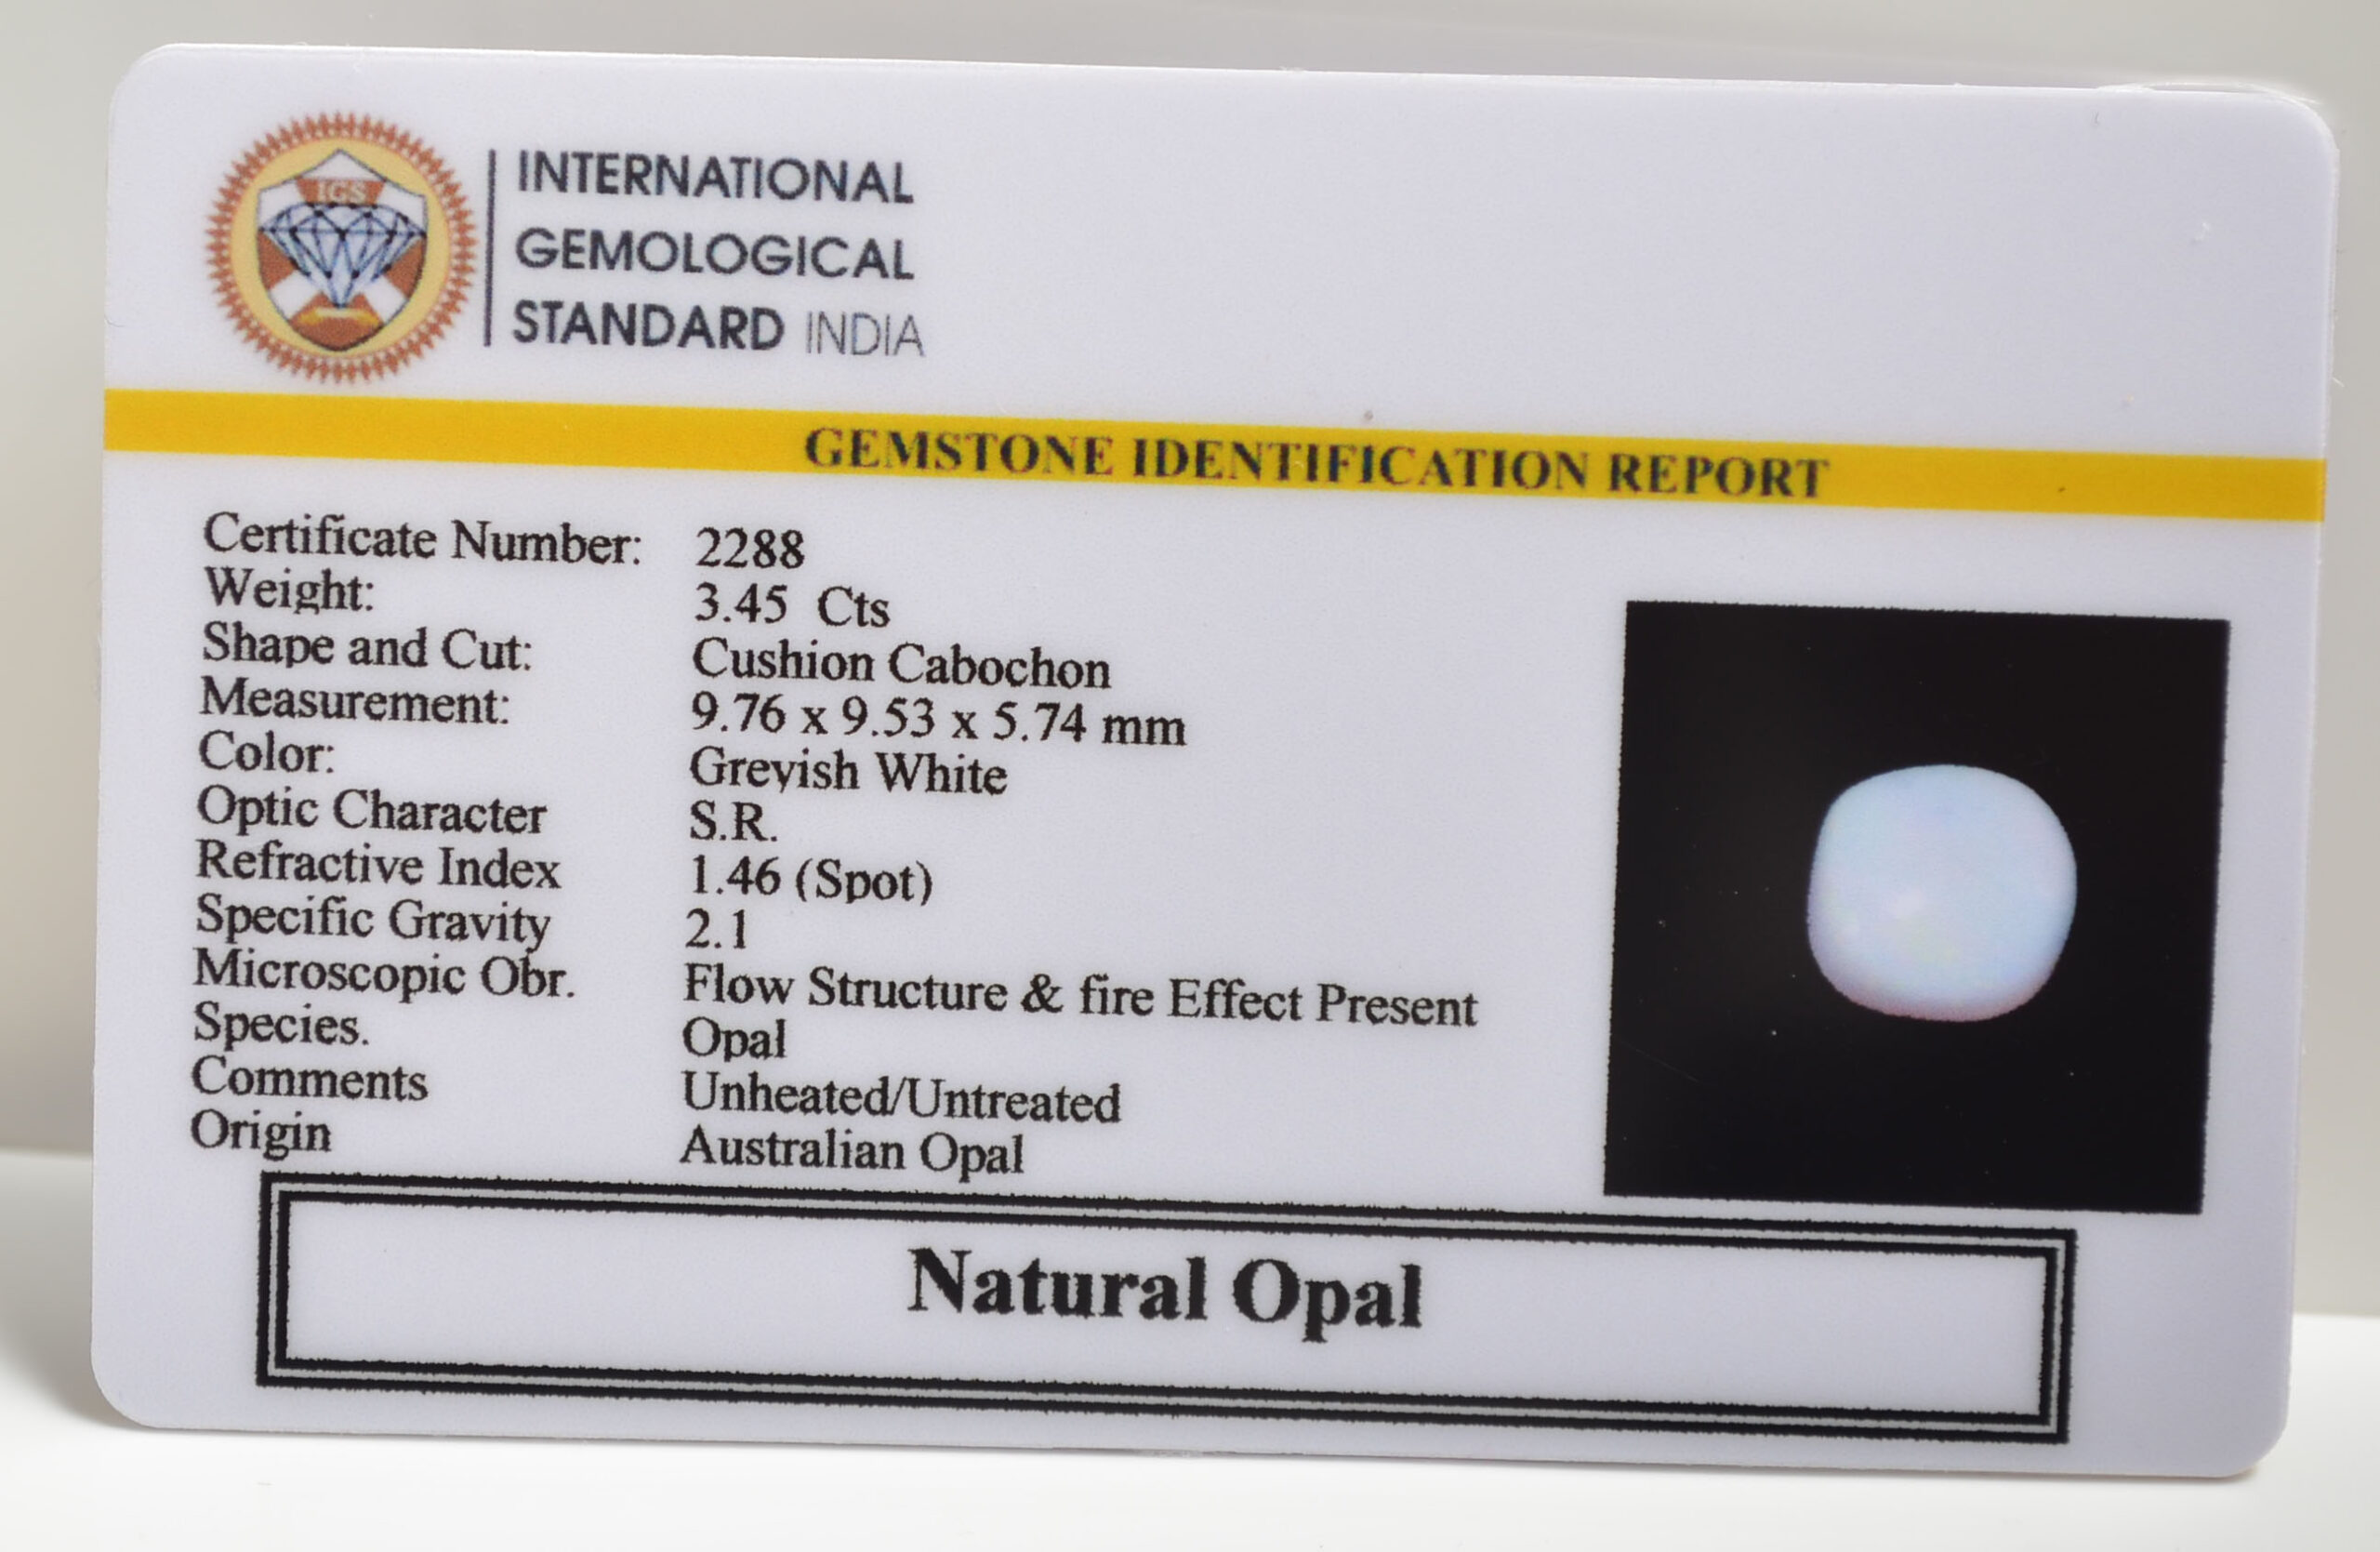 IGS
INTERNATIONAL
GEMOLOGICAL
STANDARD INDIA
GEMSTONE IDENTIFICATION REPORT
Certificate Number: 2288
Weight: 3.45 Cts
Shape and Cut: Cushion Cabochon
Measurement: 9.76 x 9.53 x 5.74 mm
Color: Greyish White
Optic Character S.R.
Refractive Index 1.46 (Spot)
Specific Gravity 2.1
Microscopic Obr. Flow Structure & fire Effect Present
Species. Opal
Comments Unheated/Untreated
Origin Australian Opal
Natural Opal